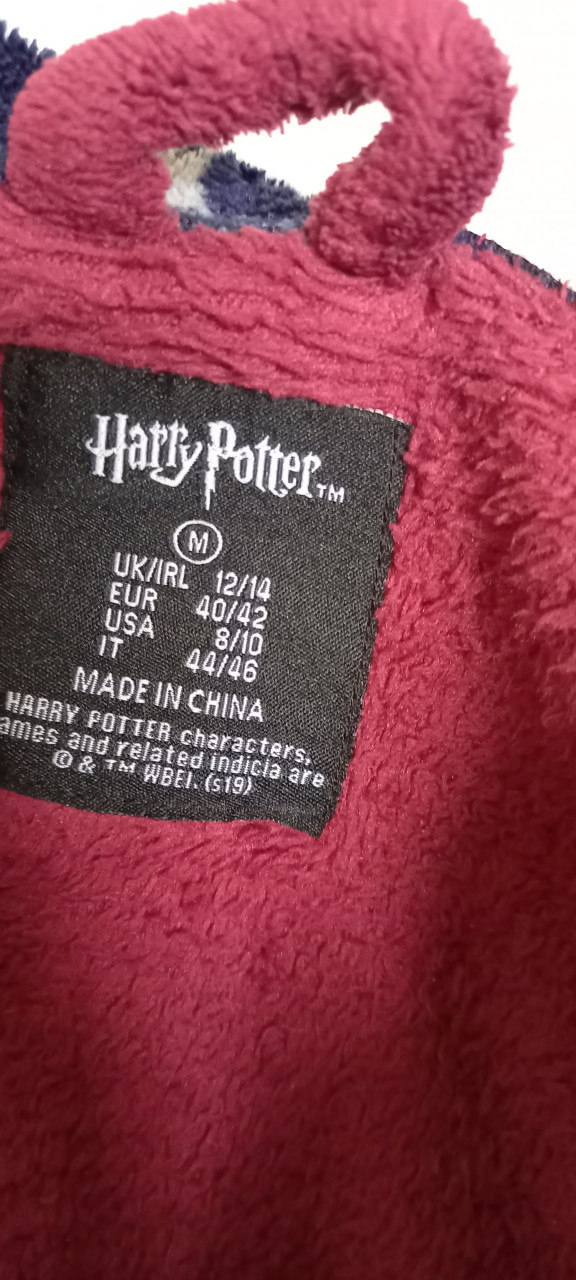 Harry Potter™
M
UK/IRL 12/14
EUR 40/42
USA 8/10
IT 44/46
MADE IN CHINA
HARRY POTTER characters,
ames and related indicia are
© & ™ WBEI. (s19)